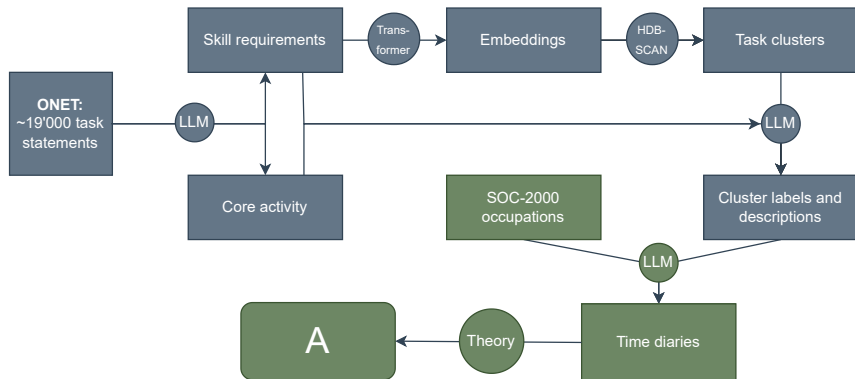 Skill requirements
Trans-
former
Embeddings
HDB-
SCAN
Task clusters
ONET:
~19'000 task
statements
LLM
LLM
Core activity
SOC-2000
occupations
Cluster labels and
descriptions
LLM
A
Theory
Time diaries